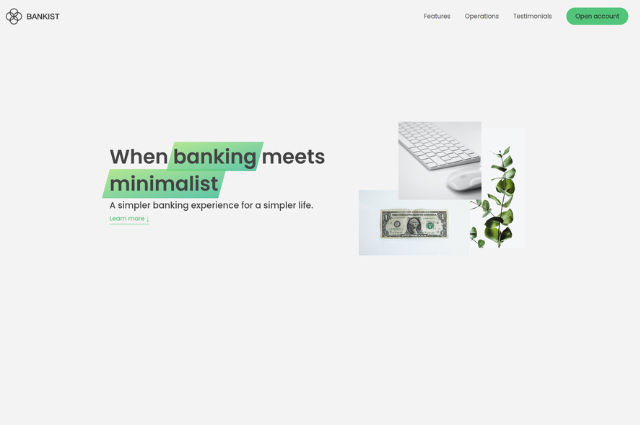 BANKIST
Features
Operations
Testimonials
Open account
When banking meets
minimalist
A simpler banking experience for a simpler life.
Learn more ↓